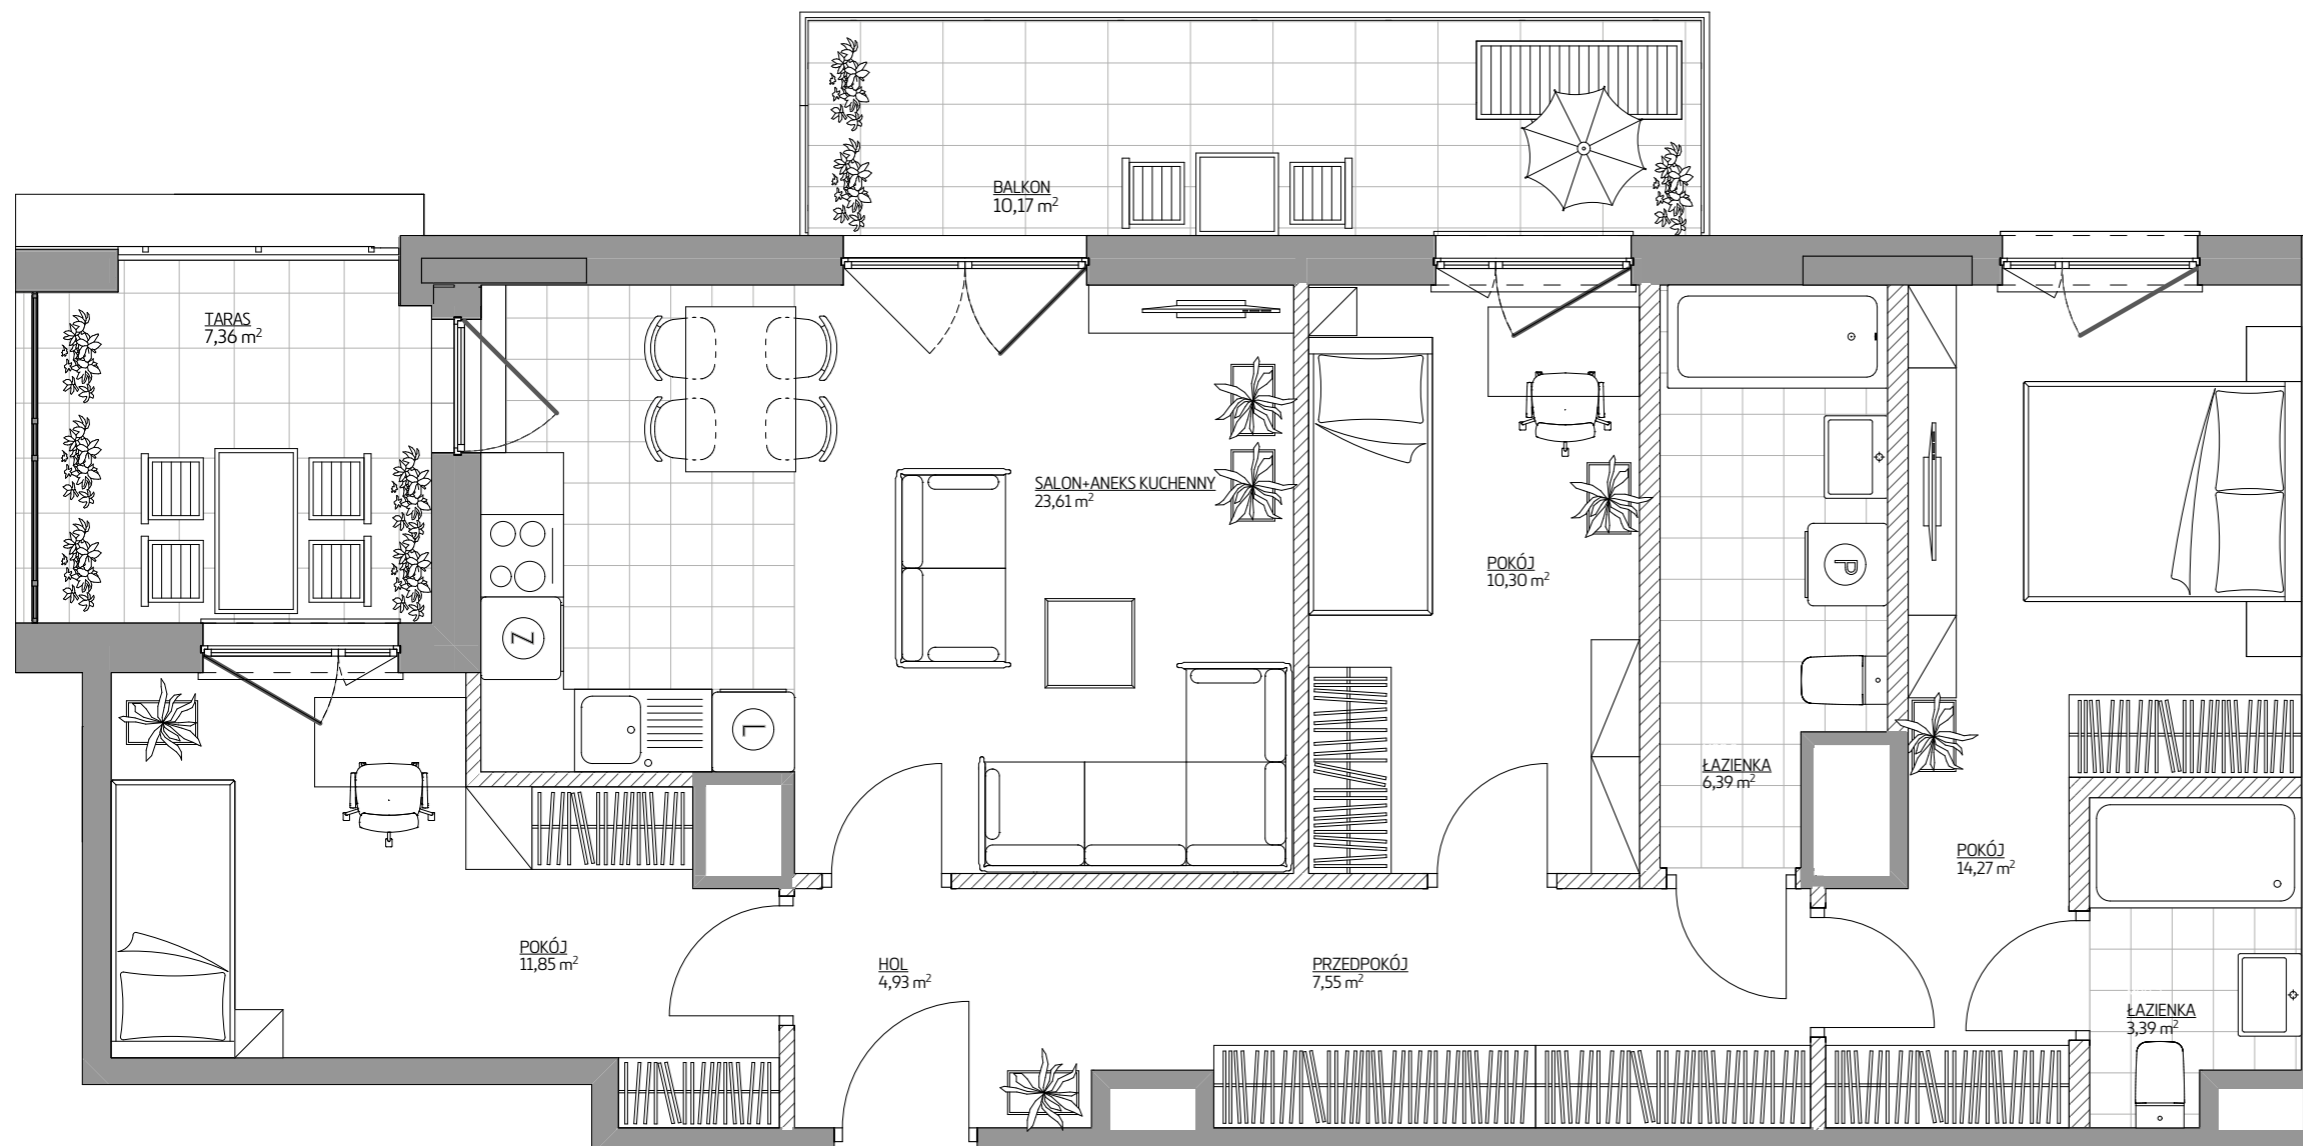 BALKON
10,17 m²
TARAS
7,36 m²
SALON+ANEKS KUCHENNY
23,61 m²
POKÓJ
10,30 m²
P
Z
L
ŁAZIENKA
6,39 m²
POKÓJ
14,27 m²
POKÓJ
11,85 m²
HOL
4,93 m²
PRZEDPOKÓJ
7,55 m²
ŁAZIENKA
3,39 m²